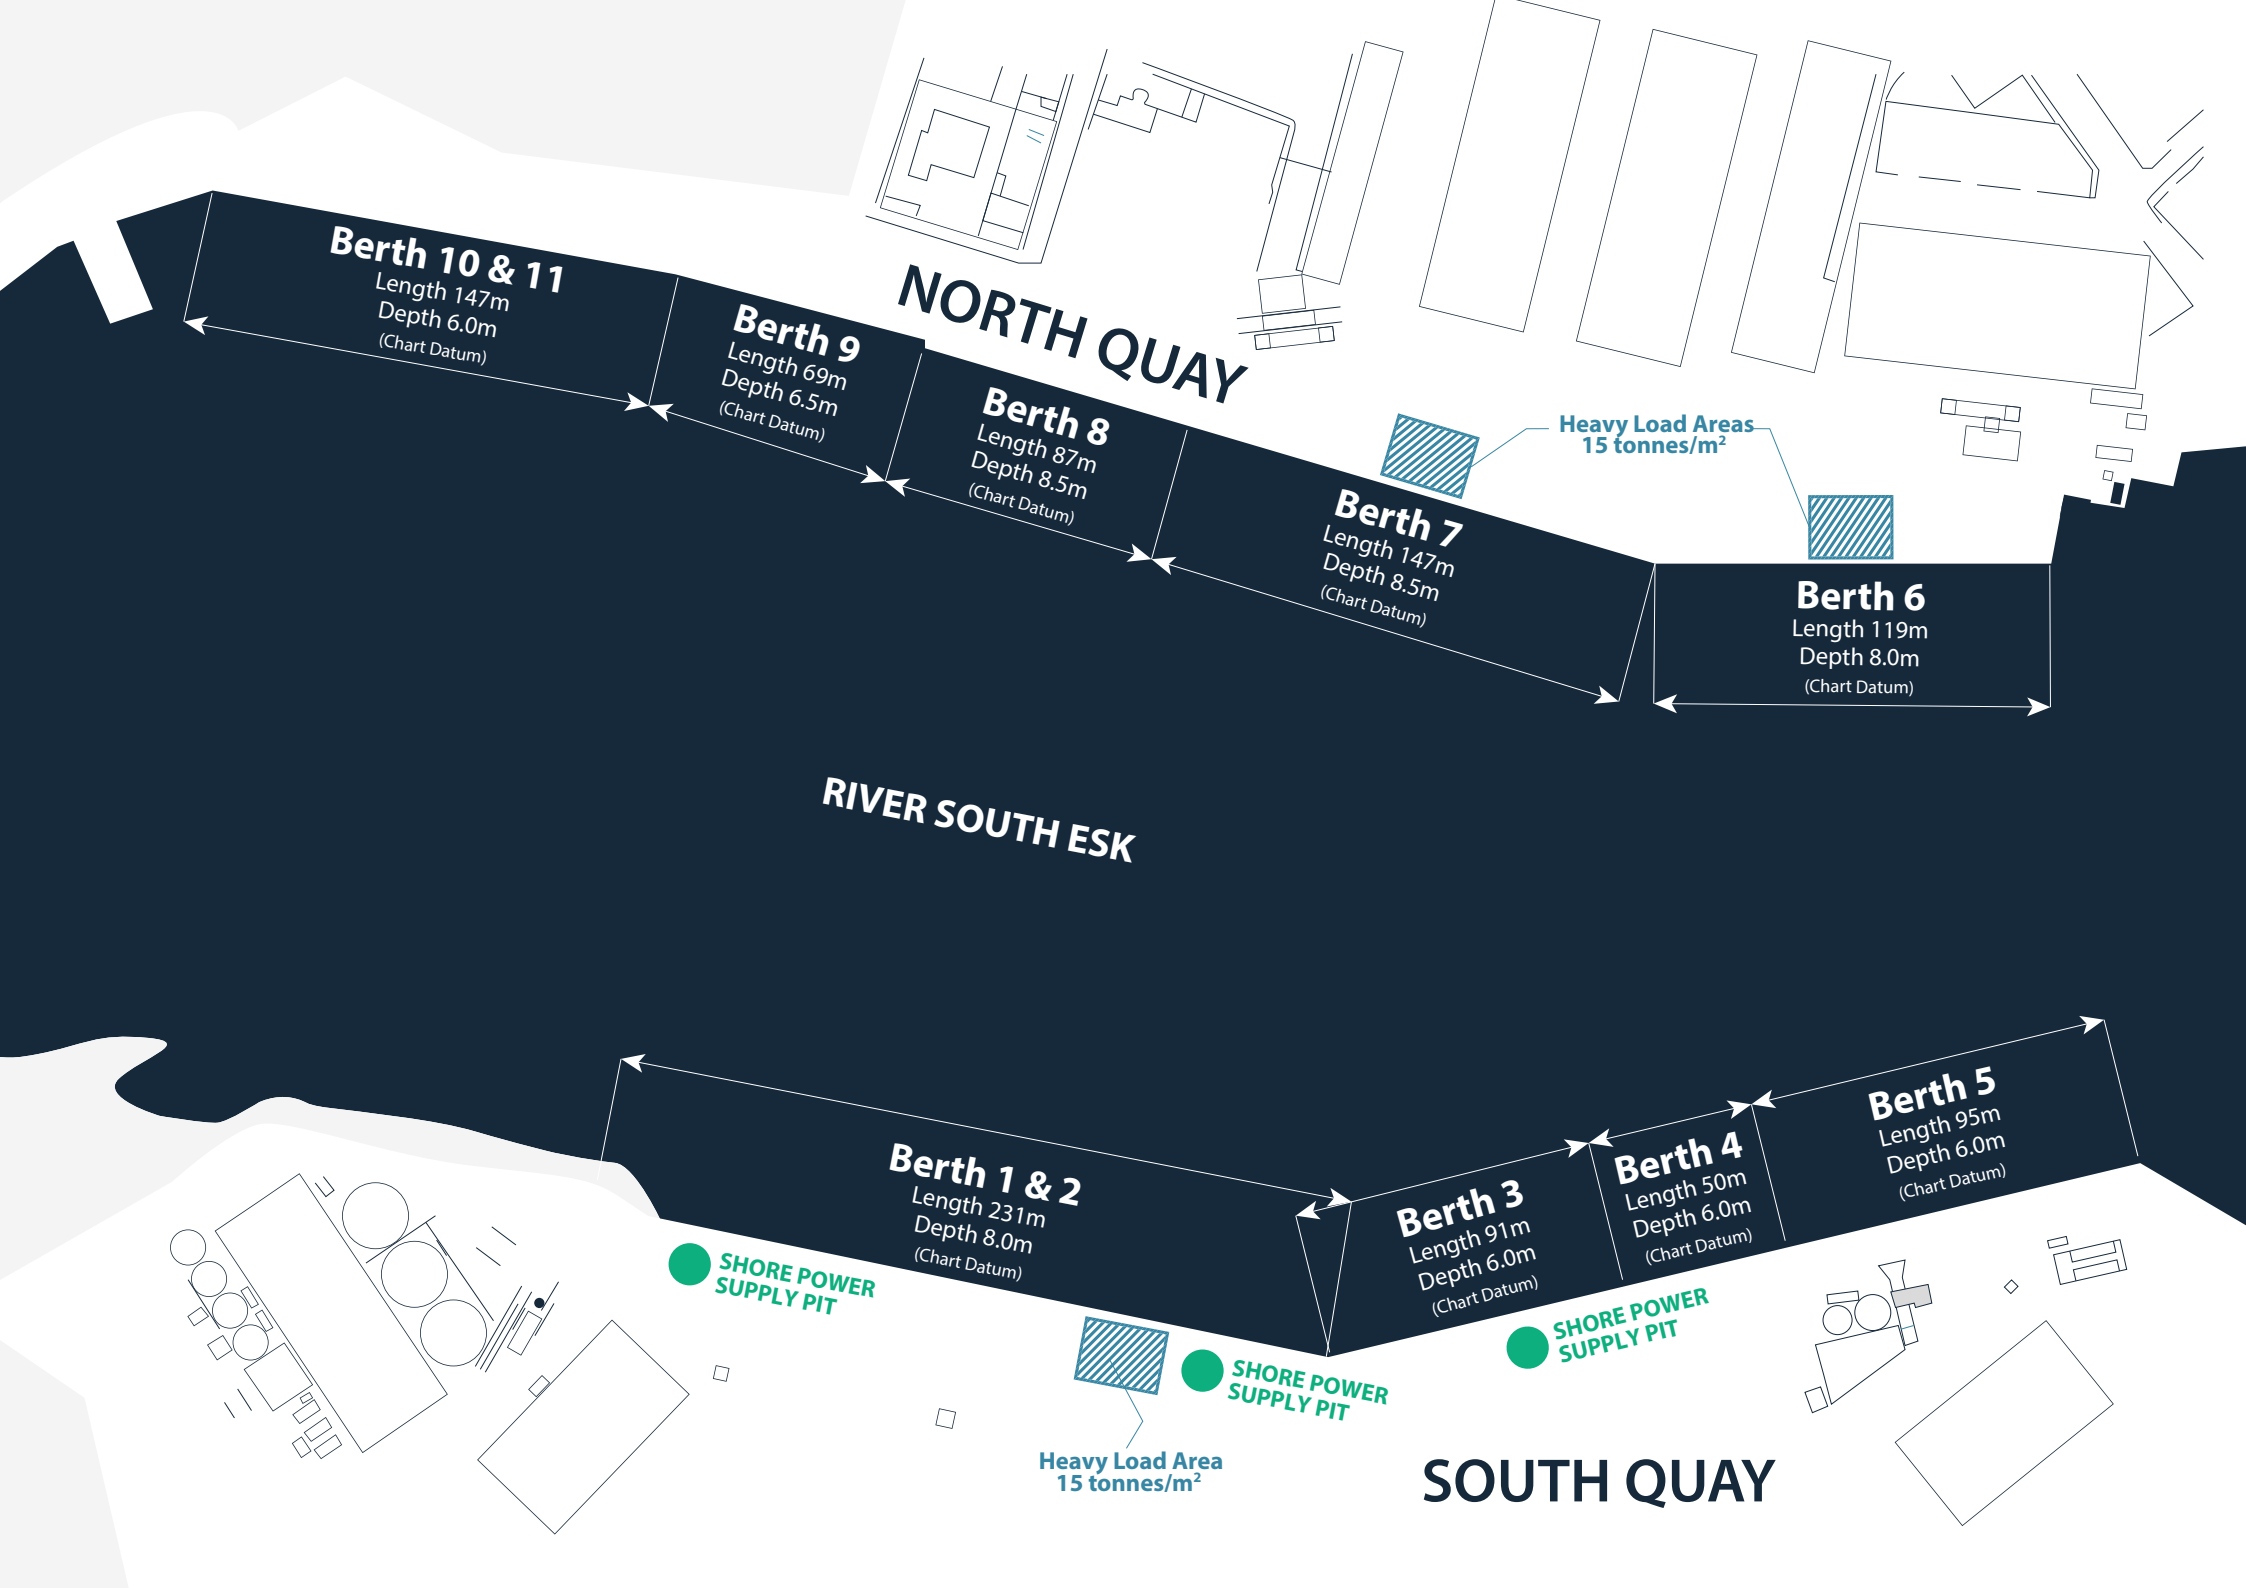 Berth 10 & 11
Length 147m
Depth 6.0m
(Chart Datum)
Berth 9
Length 69m
Depth 6.5m
(Chart Datum)
NORTH QUAY
Berth 8
Length 87m
Depth 8.5m
(Chart Datum)
Heavy Load Areas
15 tonnes/m²
Berth 7
Length 147m
Depth 8.5m
(Chart Datum)
Berth 6
Length 119m
Depth 8.0m
(Chart Datum)
RIVER SOUTH ESK
Berth 1 & 2
Length 231m
Depth 8.0m
(Chart Datum)
Berth 3
Length 91m
Depth 6.0m
(Chart Datum)
Berth 4
Length 50m
Depth 6.0m
(Chart Datum)
Berth 5
Length 95m
Depth 6.0m
(Chart Datum)
SHORE POWER
SUPPLY PIT
SHORE POWER
SUPPLY PIT
SHORE POWER
SUPPLY PIT
Heavy Load Area
15 tonnes/m²
SOUTH QUAY